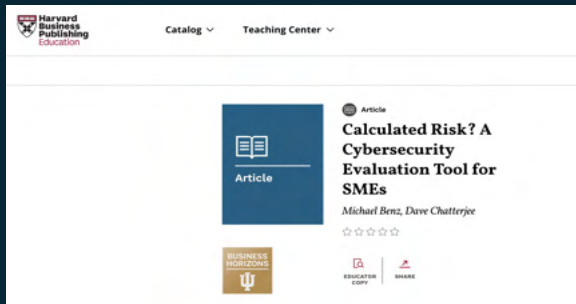 Harvard
Business
Publishing
Education
Catalog
Teaching Center
Article
Article
Calculated Risk? A
Cybersecurity
Evaluation Tool for
SMEs
Michael Benz, Dave Chatterjee
BUSINESS
HORIZONS
EDUCATOR
COPY
SHARE